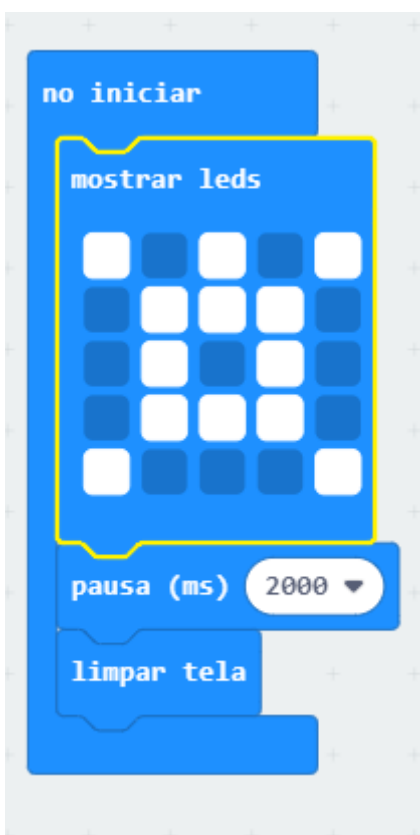 no iniciar
mostrar leds
pausa (ms) 2000
limpar tela